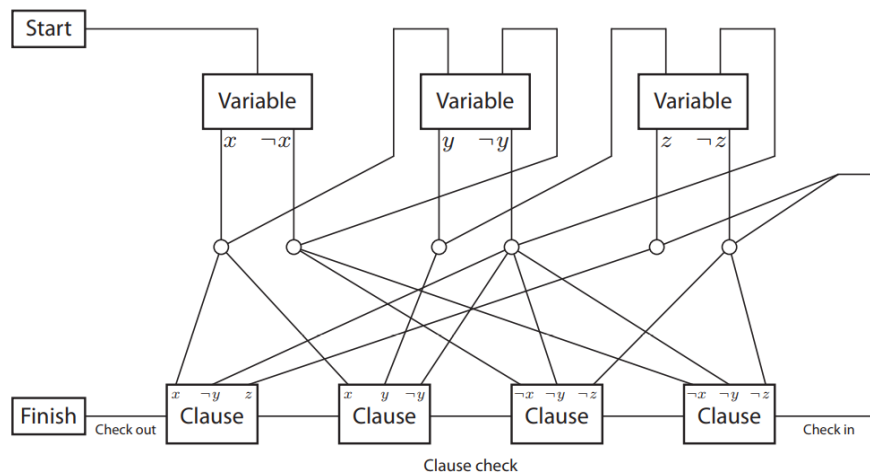 Start
Variable Variable Variable
x ¬x y ¬y z ¬z
x ¬y z x y ¬y ¬x ¬y ¬z ¬x ¬y ¬z
Finish Clause Clause Clause Clause
Check out Check in
Clause check